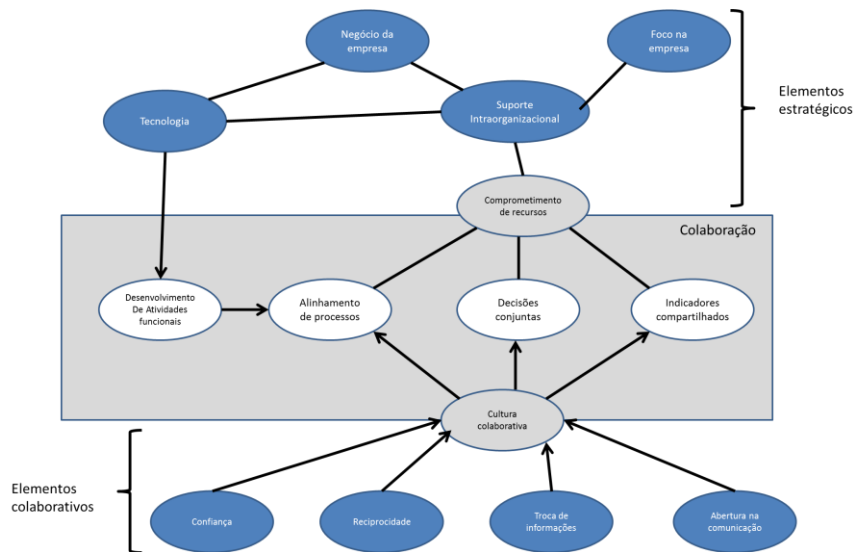 Negócio da
empresa
Foco na
empresa
Elementos
estratégicos
Tecnologia
Suporte
Intraorganizacional
Comprometimento
de recursos
Colaboração
Desenvolvimento
De Atividades
funcionais
Alinhamento
de processos
Decisões
conjuntas
Indicadores
compartilhados
Cultura
colaborativa
Elementos
colaborativos
Confiança
Reciprocidade
Troca de
informações
Abertura na
comunicação